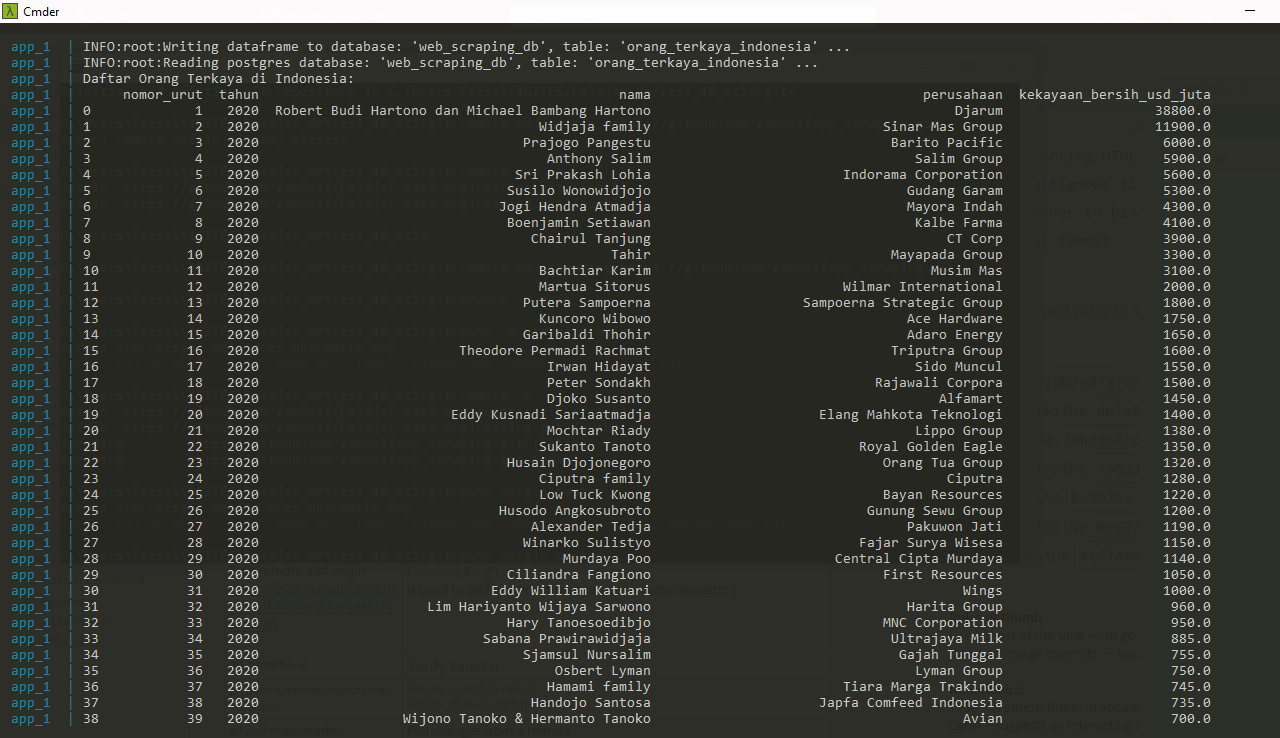 Cmder
app_1 | INFO:root:Writing dataframe to database: 'web_scraping_db', table: 'orang_terkaya_indonesia' ...
app_1 | INFO:root:Reading postgres database: 'web_scraping_db', table: 'orang_terkaya_indonesia' ...
app_1 | Daftar Orang Terkaya di Indonesia:
app_1 | nomor_urut tahun nama perusahaan kekayaan_bersih_usd_juta
app_1 | 0 1 2020 Robert Budi Hartono dan Michael Bambang Hartono Djarum 38800.0
app_1 | 1 2 2020 Widjaja family Sinar Mas Group 11900.0
app_1 | 2 3 2020 Prajogo Pangestu Barito Pacific 6000.0
app_1 | 3 4 2020 Anthony Salim Salim Group 5900.0
app_1 | 4 5 2020 Sri Prakash Lohia Indorama Corporation 5600.0
app_1 | 5 6 2020 Susilo Wonowidjojo Gudang Garam 5300.0
app_1 | 6 7 2020 Jogi Hendra Atmadja Mayora Indah 4300.0
app_1 | 7 8 2020 Boenjamin Setiawan Kalbe Farma 4100.0
app_1 | 8 9 2020 Chairul Tanjung CT Corp 3900.0
app_1 | 9 10 2020 Tahir Mayapada Group 3300.0
app_1 | 10 11 2020 Bachtiar Karim Musim Mas 3100.0
app_1 | 11 12 2020 Martua Sitorus Wilmar International 2000.0
app_1 | 12 13 2020 Putera Sampoerna Sampoerna Strategic Group 1800.0
app_1 | 13 14 2020 Kuncoro Wibowo Ace Hardware 1750.0
app_1 | 14 15 2020 Garibaldi Thohir Adaro Energy 1650.0
app_1 | 15 16 2020 Theodore Permadi Rachmat Triputra Group 1600.0
app_1 | 16 17 2020 Irwan Hidayat Sido Muncul 1550.0
app_1 | 17 18 2020 Peter Sondakh Rajawali Corpora 1500.0
app_1 | 18 19 2020 Djoko Susanto Alfamart 1450.0
app_1 | 19 20 2020 Eddy Kusnadi Sariaatmadja Elang Mahkota Teknologi 1400.0
app_1 | 20 21 2020 Mochtar Riady Lippo Group 1380.0
app_1 | 21 22 2020 Sukanto Tanoto Royal Golden Eagle 1350.0
app_1 | 22 23 2020 Husain Djojonegoro Orang Tua Group 1320.0
app_1 | 23 24 2020 Ciputra family Ciputra 1280.0
app_1 | 24 25 2020 Low Tuck Kwong Bayan Resources 1220.0
app_1 | 25 26 2020 Husodo Angkosubroto Gunung Sewu Group 1200.0
app_1 | 26 27 2020 Alexander Tedja Pakuwon Jati 1190.0
app_1 | 27 28 2020 Winarko Sulistyo Fajar Surya Wisesa 1150.0
app_1 | 28 29 2020 Murdaya Poo Central Cipta Murdaya 1140.0
app_1 | 29 30 2020 Ciliandra Fangiono First Resources 1050.0
app_1 | 30 31 2020 Eddy William Katuari Wings 1000.0
app_1 | 31 32 2020 Lim Hariyanto Wijaya Sarwono Harita Group 960.0
app_1 | 32 33 2020 Hary Tanoesoedibjo MNC Corporation 950.0
app_1 | 33 34 2020 Sabana Prawirawidjaja Ultrajaya Milk 885.0
app_1 | 34 35 2020 Sjamsul Nursalim Gajah Tunggal 755.0
app_1 | 35 36 2020 Osbert Lyman Lyman Group 750.0
app_1 | 36 37 2020 Hamami family Tiara Marga Trakindo 745.0
app_1 | 37 38 2020 Handojo Santosa Japfa Comfeed Indonesia 735.0
app_1 | 38 39 2020 Wijono Tanoko & Hermanto Tanoko Avian 700.0